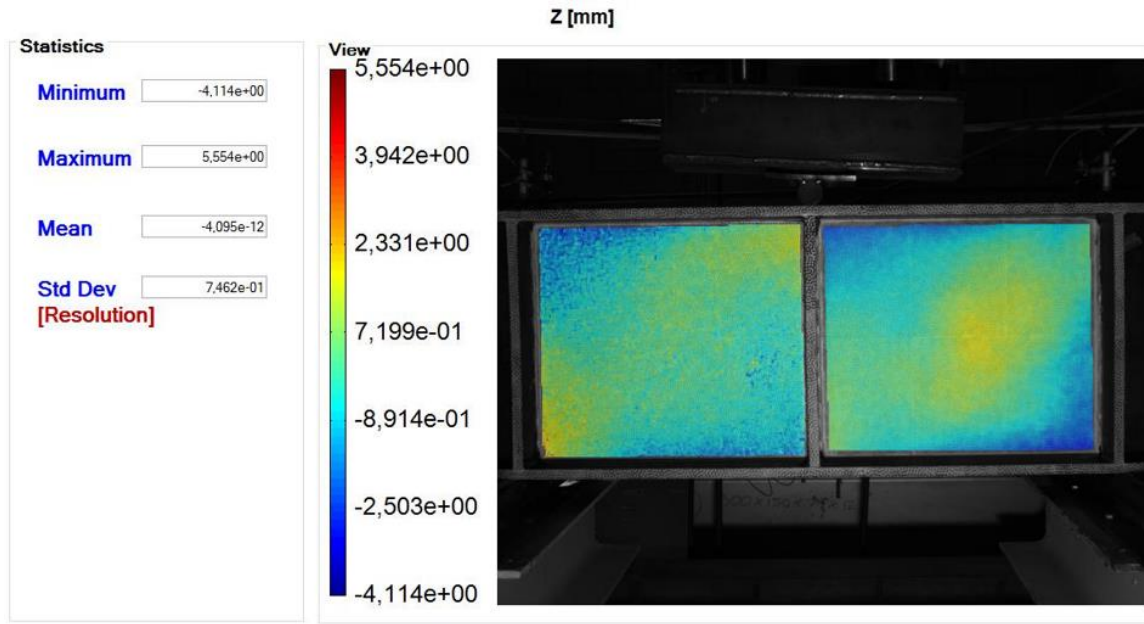 Z [mm]
Statistics
Minimum -4,114e+00
Maximum 5,554e+00
Mean -4,095e-12
Std Dev 7,462e-01
[Resolution]
View
5,554e+00
3,942e+00
2,331e+00
7,199e-01
-8,914e-01
-2,503e+00
-4,114e+00